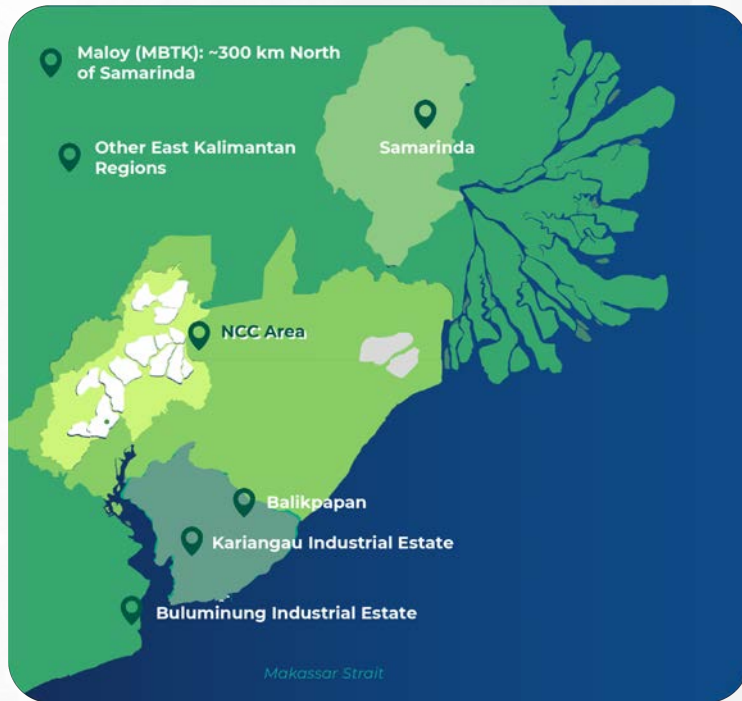 Maloy (MBTK): ~300 km North
of Samarinda
Other East Kalimantan
Regions
Samarinda
NCC Area
Balikpapan
Kariangau Industrial Estate
Buluminung Industrial Estate
Makassar Strait